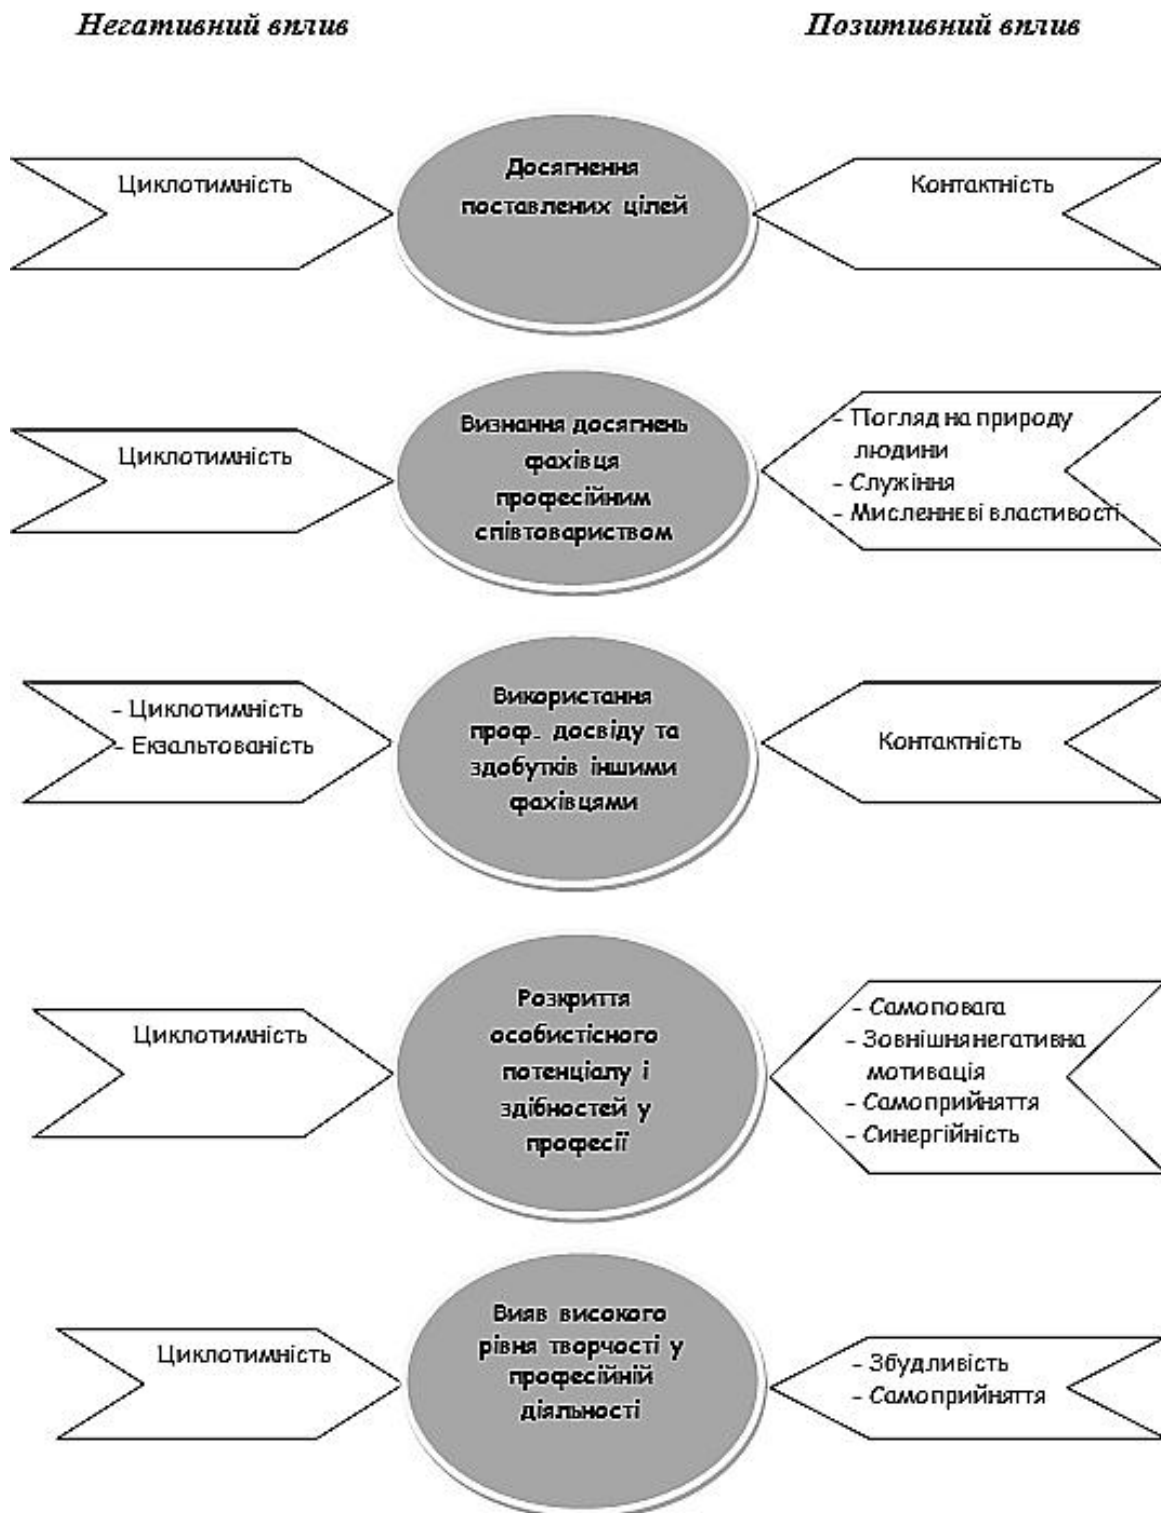 Негативний вплив
Позитивний вплив
Циклотимність
Досягнення
поставлених цілей
Контактність
Циклотимність
Визнання досягнень
фахівця
професійним
співтовариством
- Погляд на природу
людини
- Служіння
- Мисленнєві властивості
- Циклотимність
- Екзальтованість
Використання
проф. досвіду та
здобутків іншими
фахівцями
Контактність
Циклотимність
Розкриття
особистісного
потенціалу і
здібностей у
професії
- Самоповага
- Зовнішнянегативна
мотивація
- Самоприйняття
- Синергійність
Циклотимність
Вияв високого
рівня творчості у
професійній
діяльності
- Збудливість
- Самоприйняття